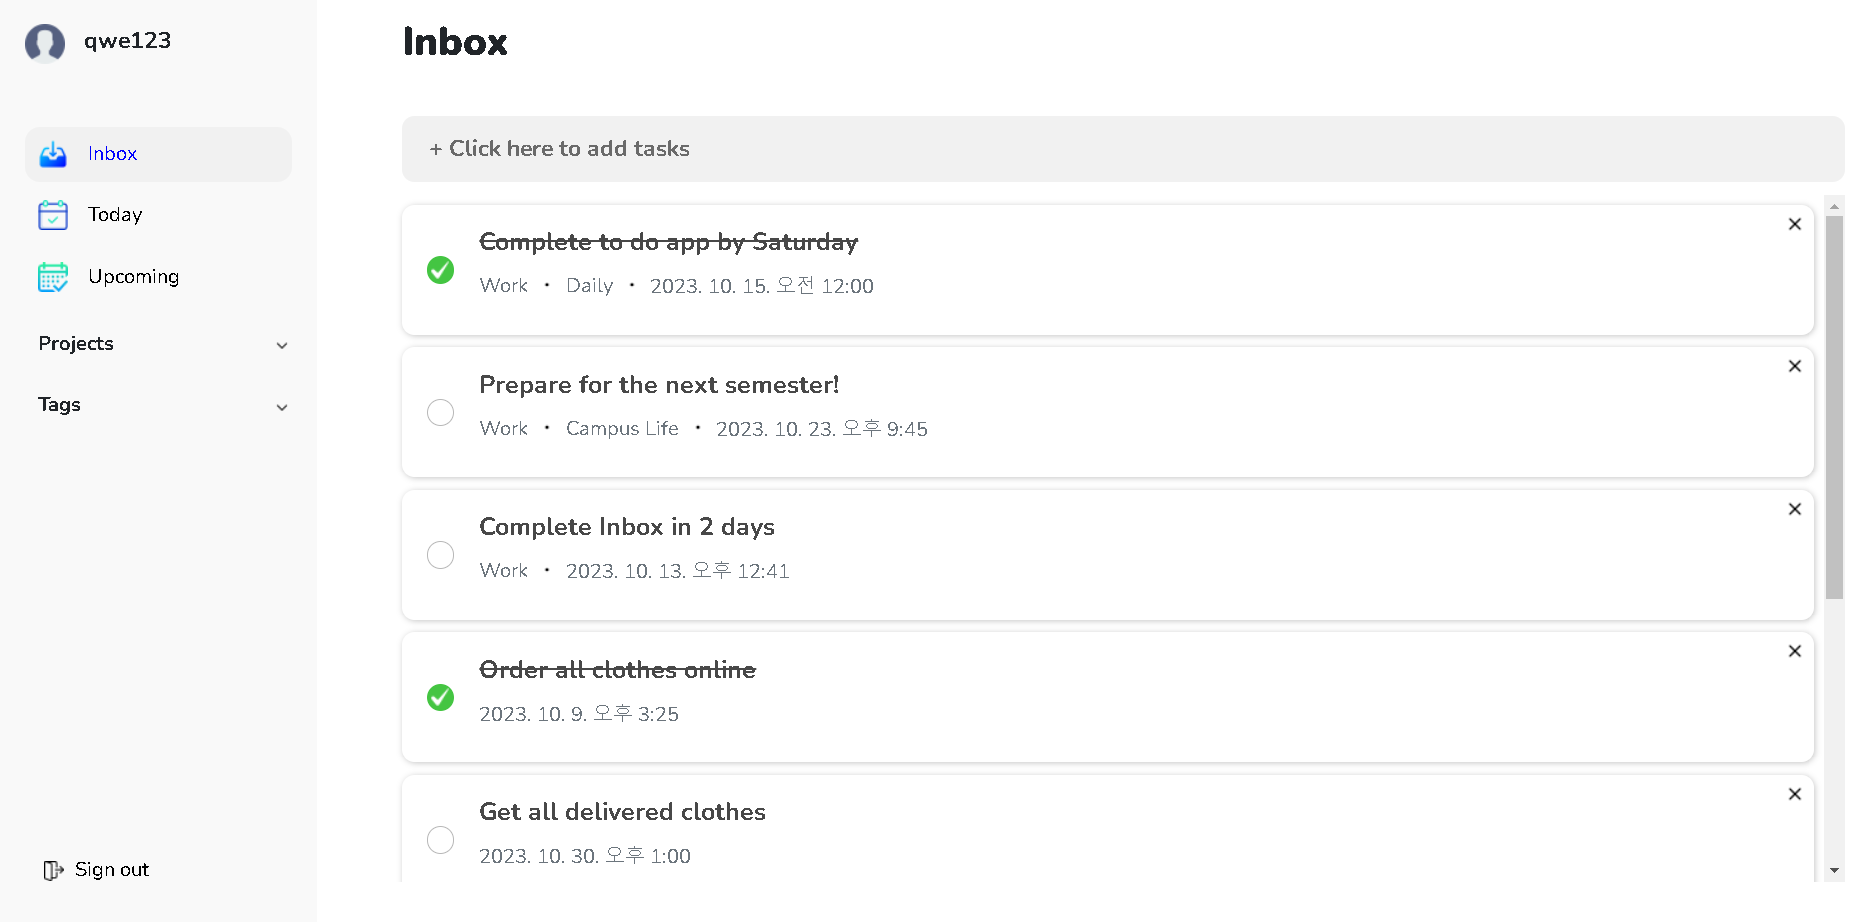 qwe123
Inbox
Today
Upcoming
Projects
Tags
Sign out
Inbox
+ Click here to add tasks
Complete to do app by Saturday
Work • Daily • 2023. 10. 15. 오전 12:00
Prepare for the next semester!
Work • Campus Life • 2023. 10. 23. 오후 9:45
Complete Inbox in 2 days
Work • 2023. 10. 13. 오후 12:41
Order all clothes online
2023. 10. 9. 오후 3:25
Get all delivered clothes
2023. 10. 30. 오후 1:00